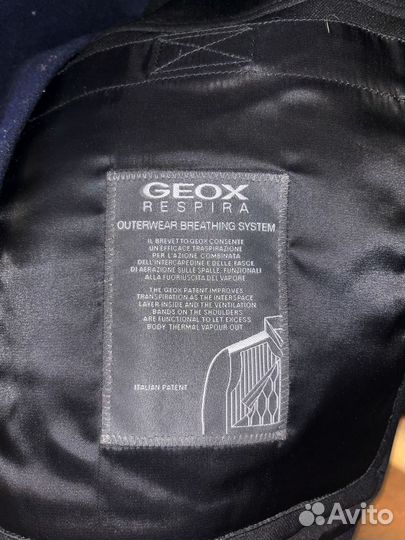 GEOX
RESPIRA
OUTERWEAR BREATHING SYSTEM
IL BREVETTO GEOX CONSENTE
UN EFFICACE TRASPIRAZIONE
PER L'AZIONE COMBINATA
DELL'INTERCAPEDINE E DELLE FASCE
DI AERAZIONE SULLE SPALLE, FUNZIONALI
ALLA FUORIUSCITA DEL VAPORE
THE GEOX PATENT IMPROVES
TRANSPIRATION AS THE INTERSPACE
LAYER INSIDE AND THE VENTILATION
BANDS ON THE SHOULDERS
ARE FUNCTIONAL TO LET EXCESS
BODY THERMAL VAPOUR OUT
ITALIAN PATENT
Avito